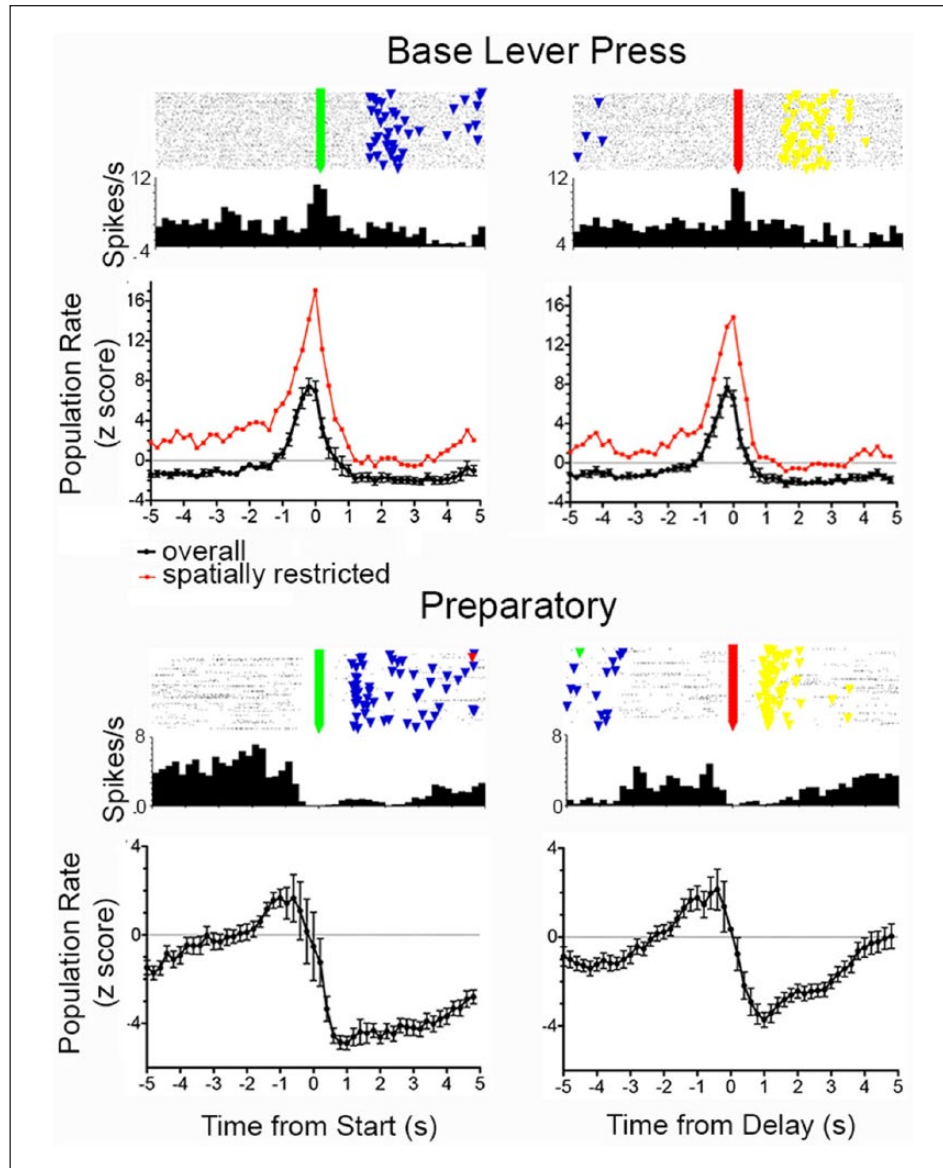 Base Lever Press
Spikes/s
12
4
12
4
Population Rate
(z score)
16
12
8
4
0
-4
-5 -4 -3 -2 -1 0 1 2 3 4 5
16
12
8
4
0
-4
-5 -4 -3 -2 -1 0 1 2 3 4 5
overall
spatially restricted
Preparatory
Spikes/s
8
0
8
0
Population Rate
(z score)
4
0
-4
-5 -4 -3 -2 -1 0 1 2 3 4 5
4
0
-4
-5 -4 -3 -2 -1 0 1 2 3 4 5
Time from Start (s)
Time from Delay (s)